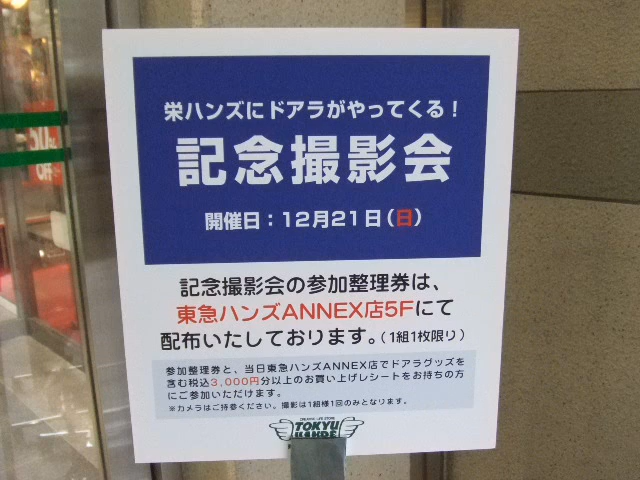 栄ハンズにドアラがやってくる！
記念撮影会
開催日：12月21日（日）
記念撮影会の参加整理券は、
東急ハンズANNEX店5Fにて
配布いたしております。（1組1枚限り）
参加整理券と、当日東急ハンズANNEX店でドアラグッズを
含む税込3,000円分以上のお買い上げレシートをお持ちの方
にご参加いただけます。
※カメラはご持参ください。撮影は1組様1回のみとなります。
CREATIVE LIFE STORE
TOKYU
HANDS